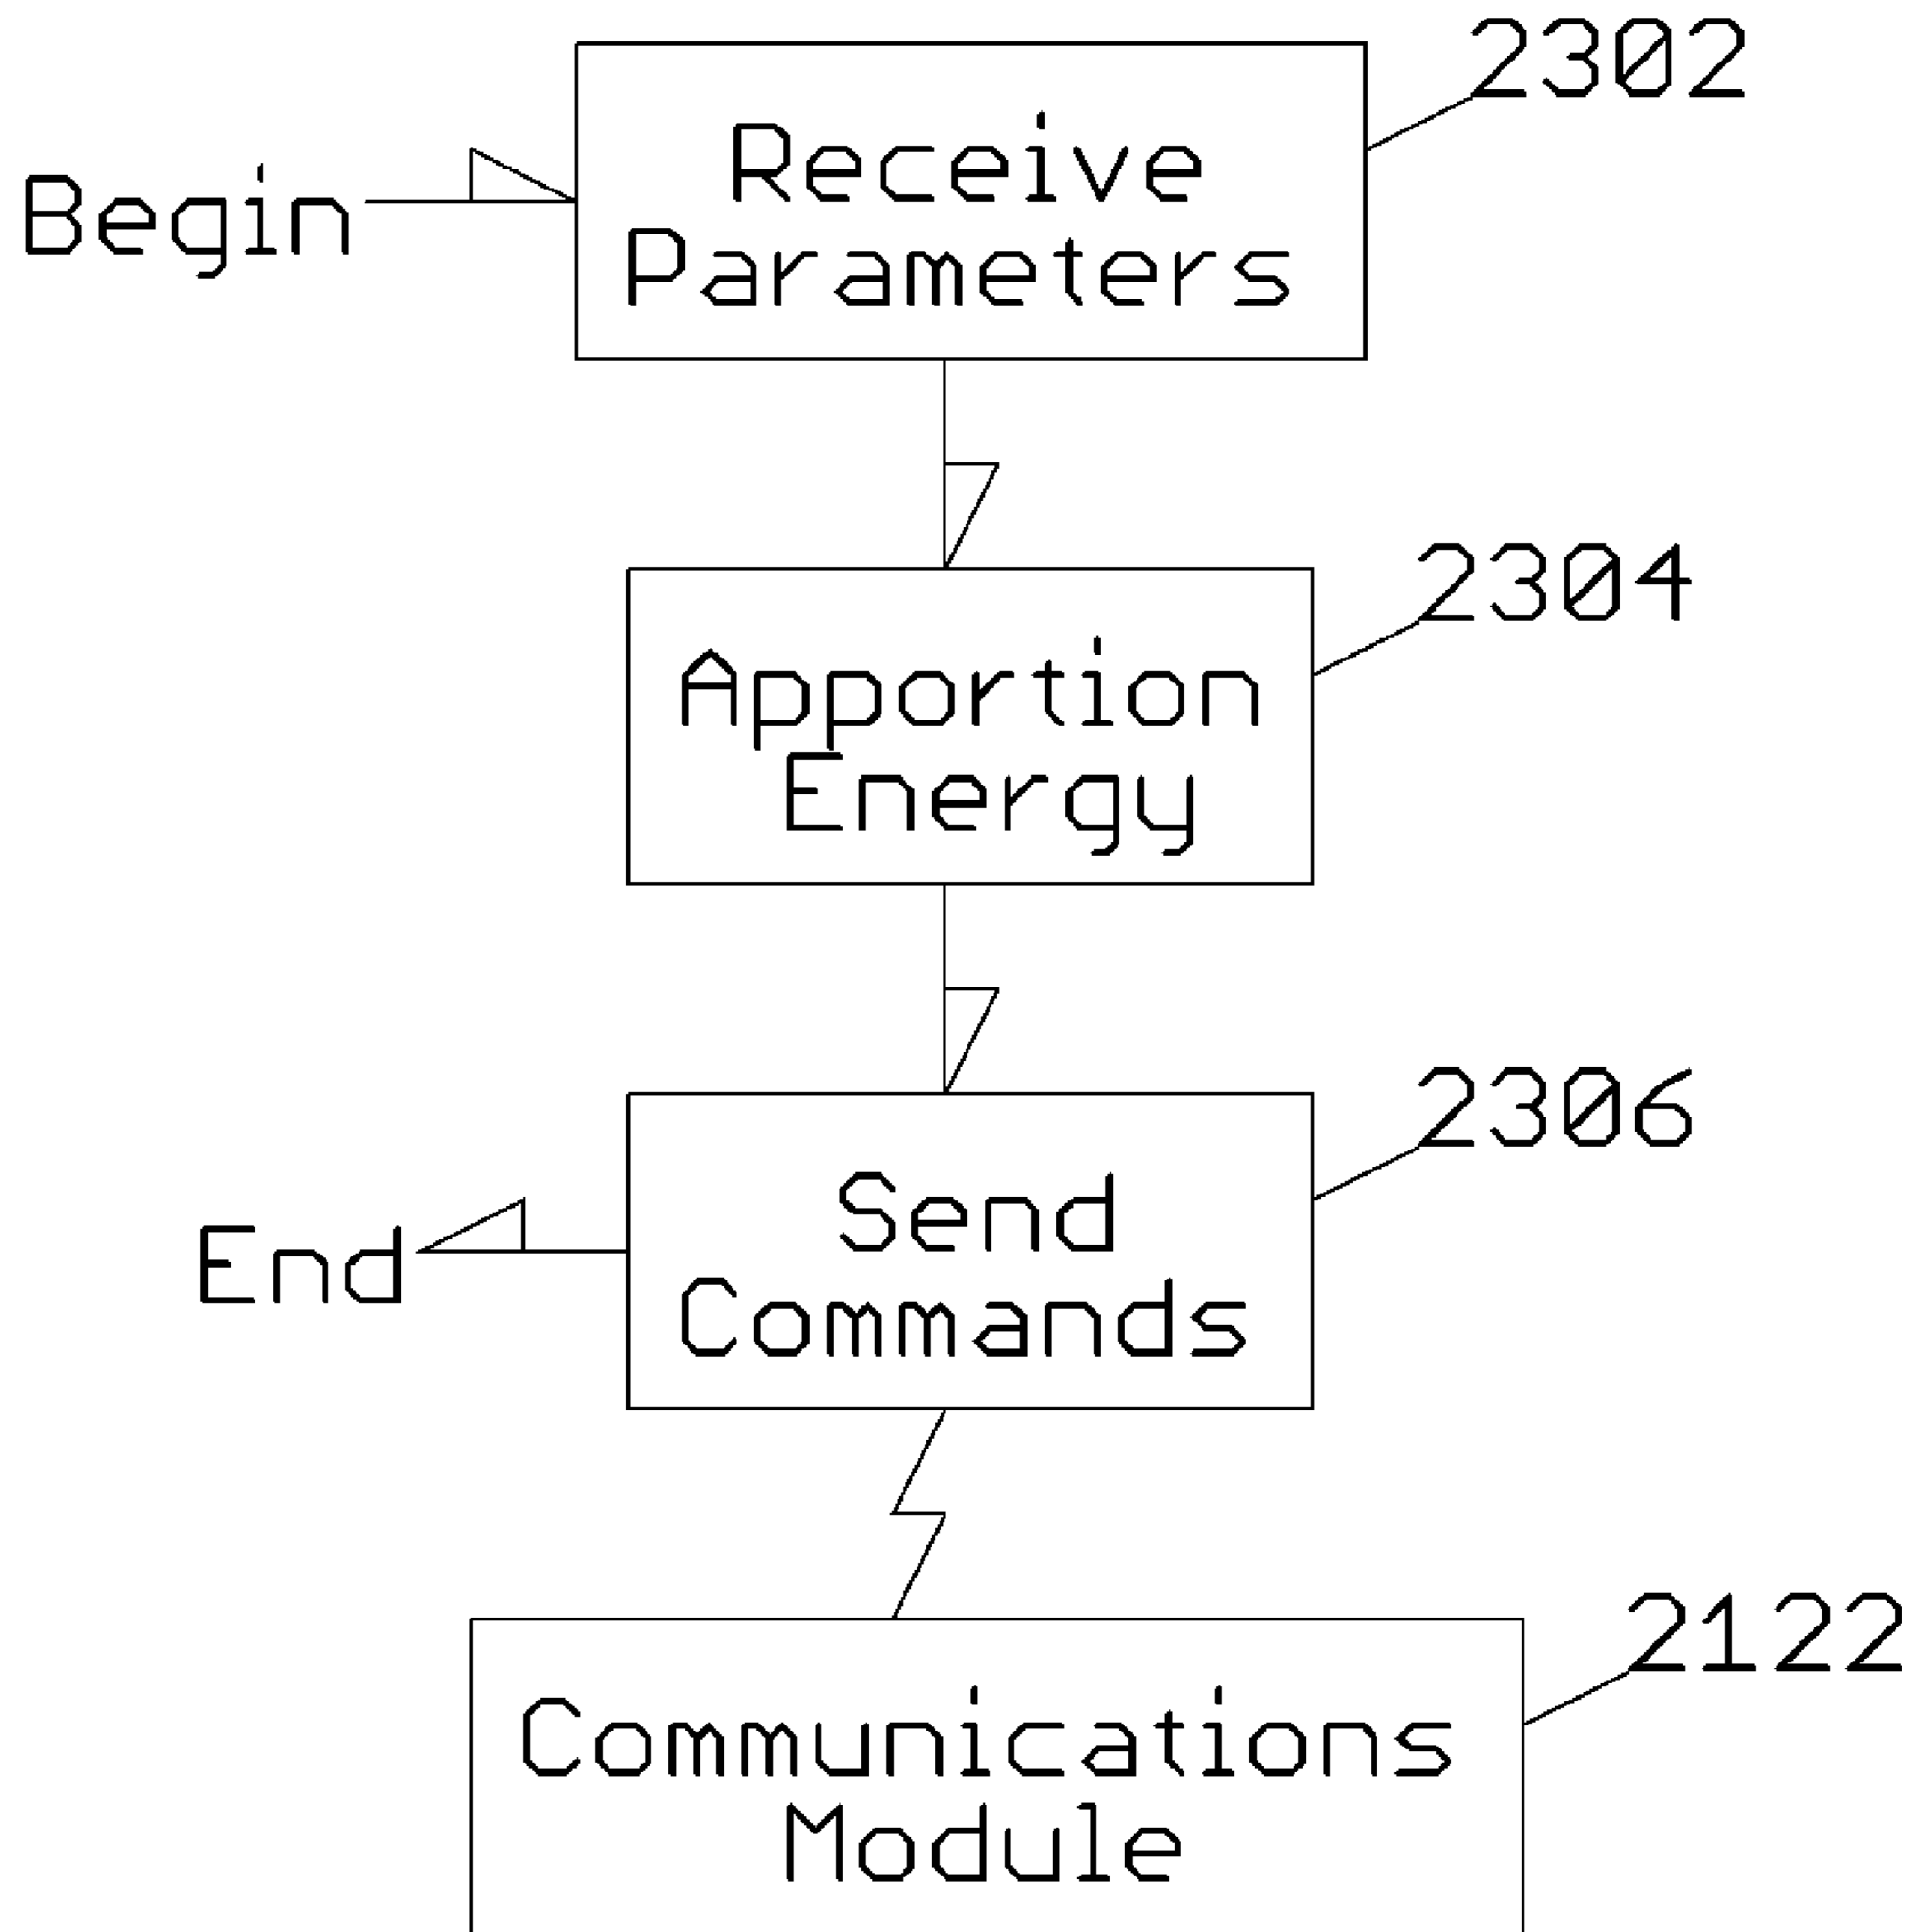 2302
Receive
Begin
Parameters
2304
Apportion
Energy
2306
Send
End
Commands
2122
Communications
Module